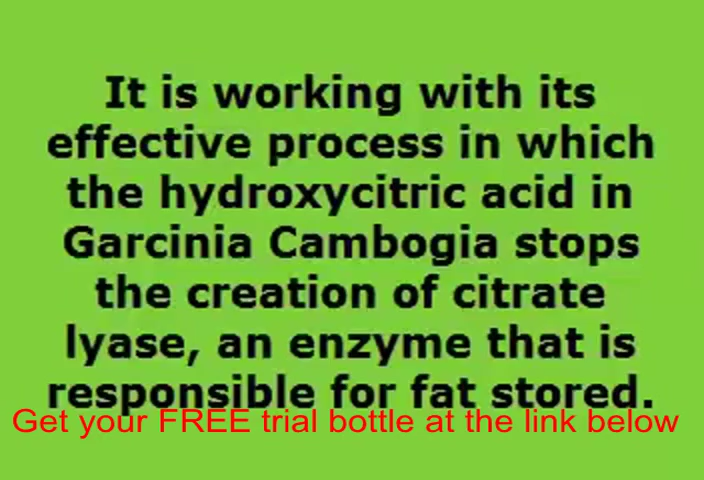 It is working with its
effective process in which
the hydroxycitric acid in
Garcinia Cambogia stops
the creation of citrate
lyase, an enzyme that is
responsible for fat stored.
Get your FREE trial bottle at the link below